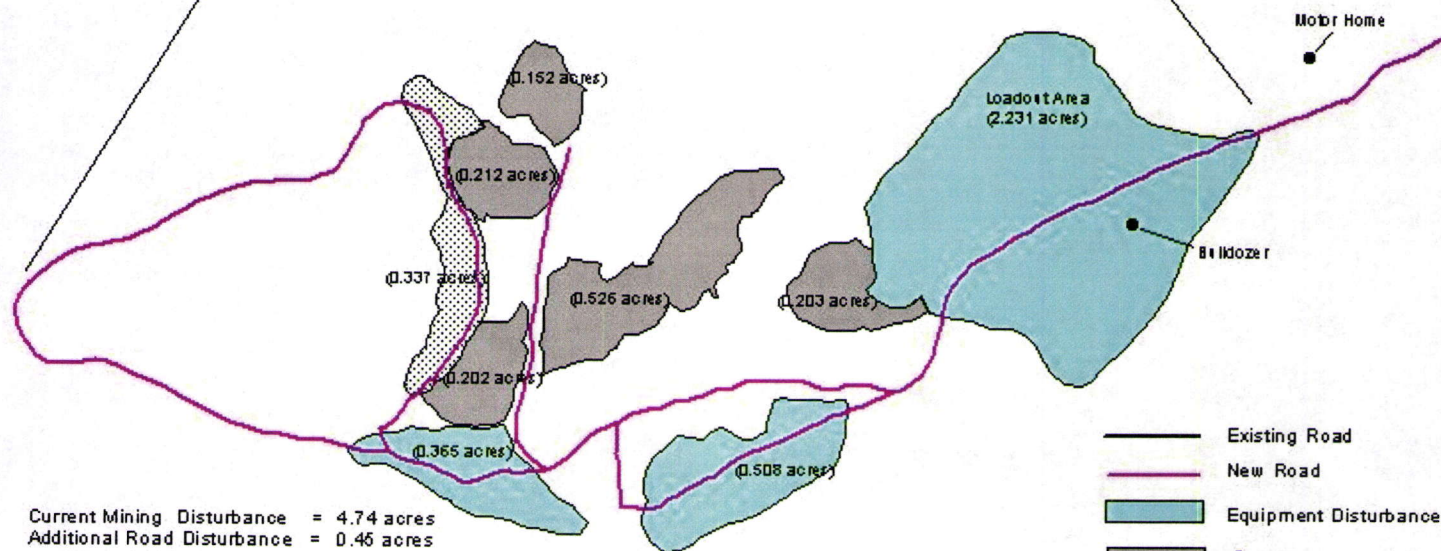 Motor Home
(0.152 acres)
Loadout Area
(2.231 acres)
(0.212 acres)
Bulldozer
(0.337 acres)
(0.526 acres)
(0.203 acres)
(0.202 acres)
(0.365 acres)
(0.508 acres)
Existing Road
New Road
Equipment Disturbance
Current Mining Disturbance = 4.74 acres
Additional Road Disturbance = 0.45 acres